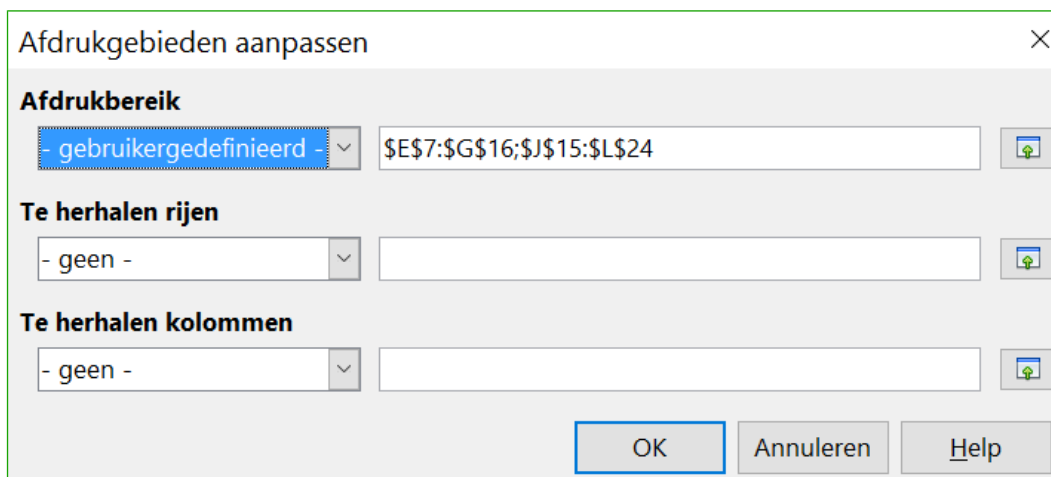 Afdrukgebieden aanpassen
Afdrukbereik
- gebruikergedefinieerd - $E$7:$G$16;$J$15:$L$24
Te herhalen rijen
- geen -
Te herhalen kolommen
- geen -
OK Annuleren Help